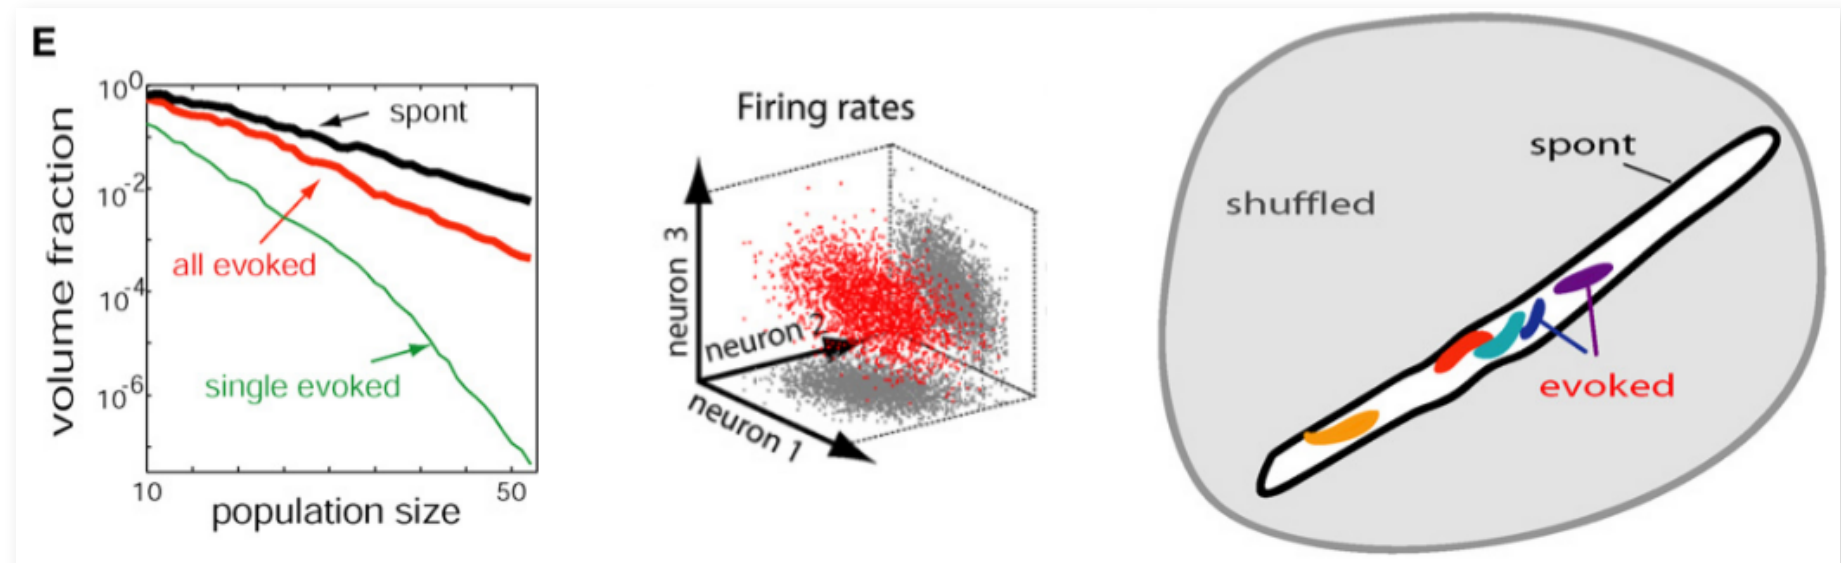 E
volume fraction
10^0
10^-2
10^-4
10^-6
spont
all evoked
single evoked
10
50
population size
Firing rates
neuron 3
neuron 2
neuron 1
shuffled
spont
evoked